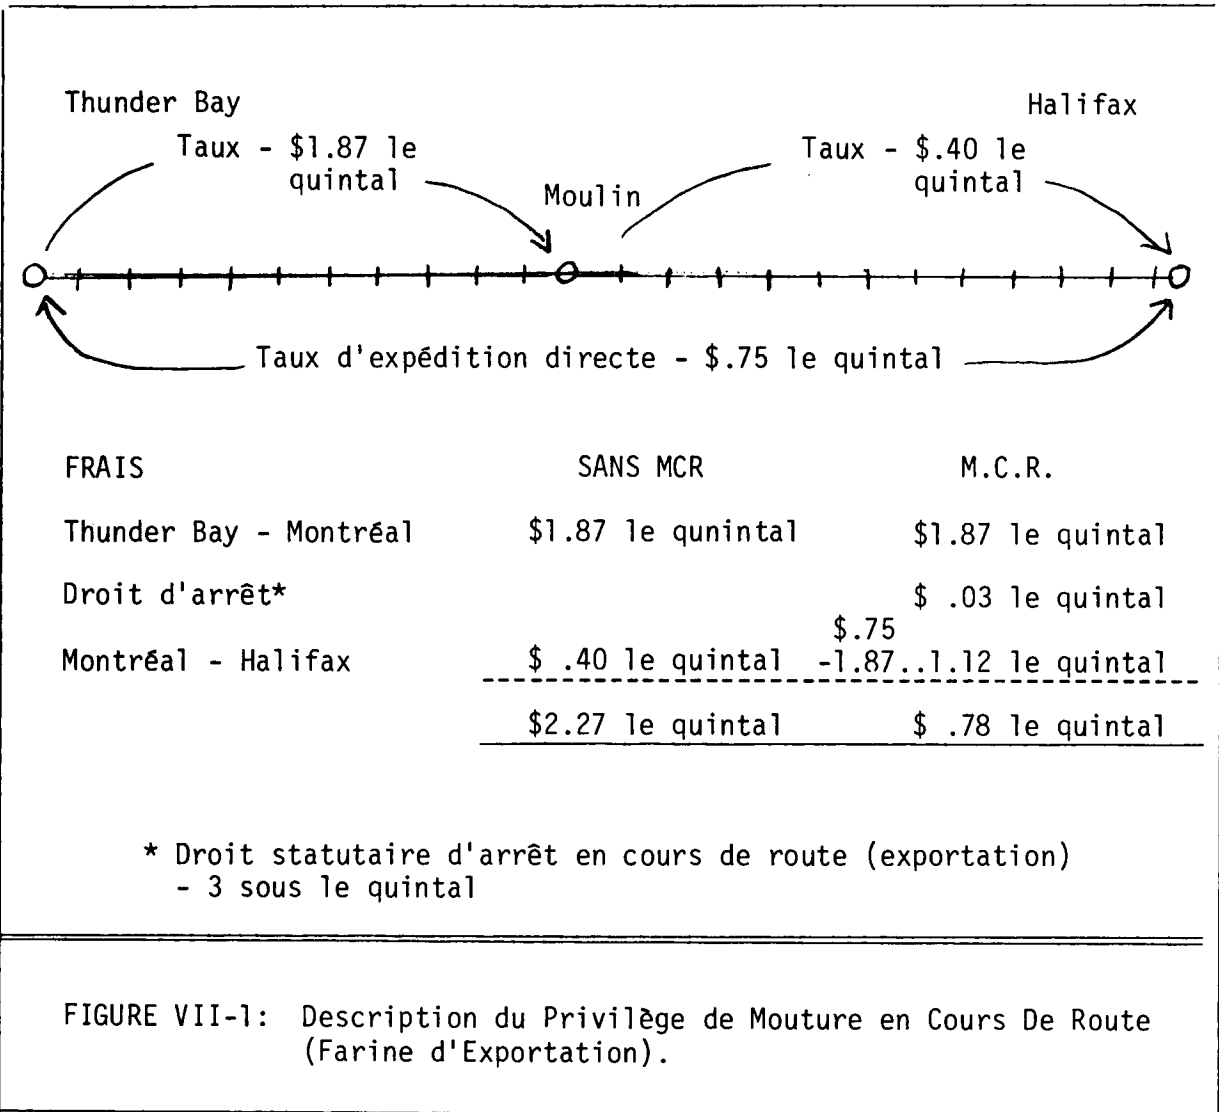 Thunder Bay Halifax
Taux - $1.87 le Taux - $.40 le
quintal quintal
Moulin
Taux d'expédition directe - $.75 le quintal
FRAIS SANS MCR M.C.R.
Thunder Bay - Montréal $1.87 le qunintal $1.87 le quintal
Droit d'arrêt* $ .03 le quintal
$.75
Montréal - Halifax $ .40 le quintal -1.87..1.12 le quintal
$2.27 le quintal $ .78 le quintal
* Droit statutaire d'arrêt en cours de route (exportation)
- 3 sous le quintal
FIGURE VII-1: Description du Privilège de Mouture en Cours De Route
(Farine d'Exportation).